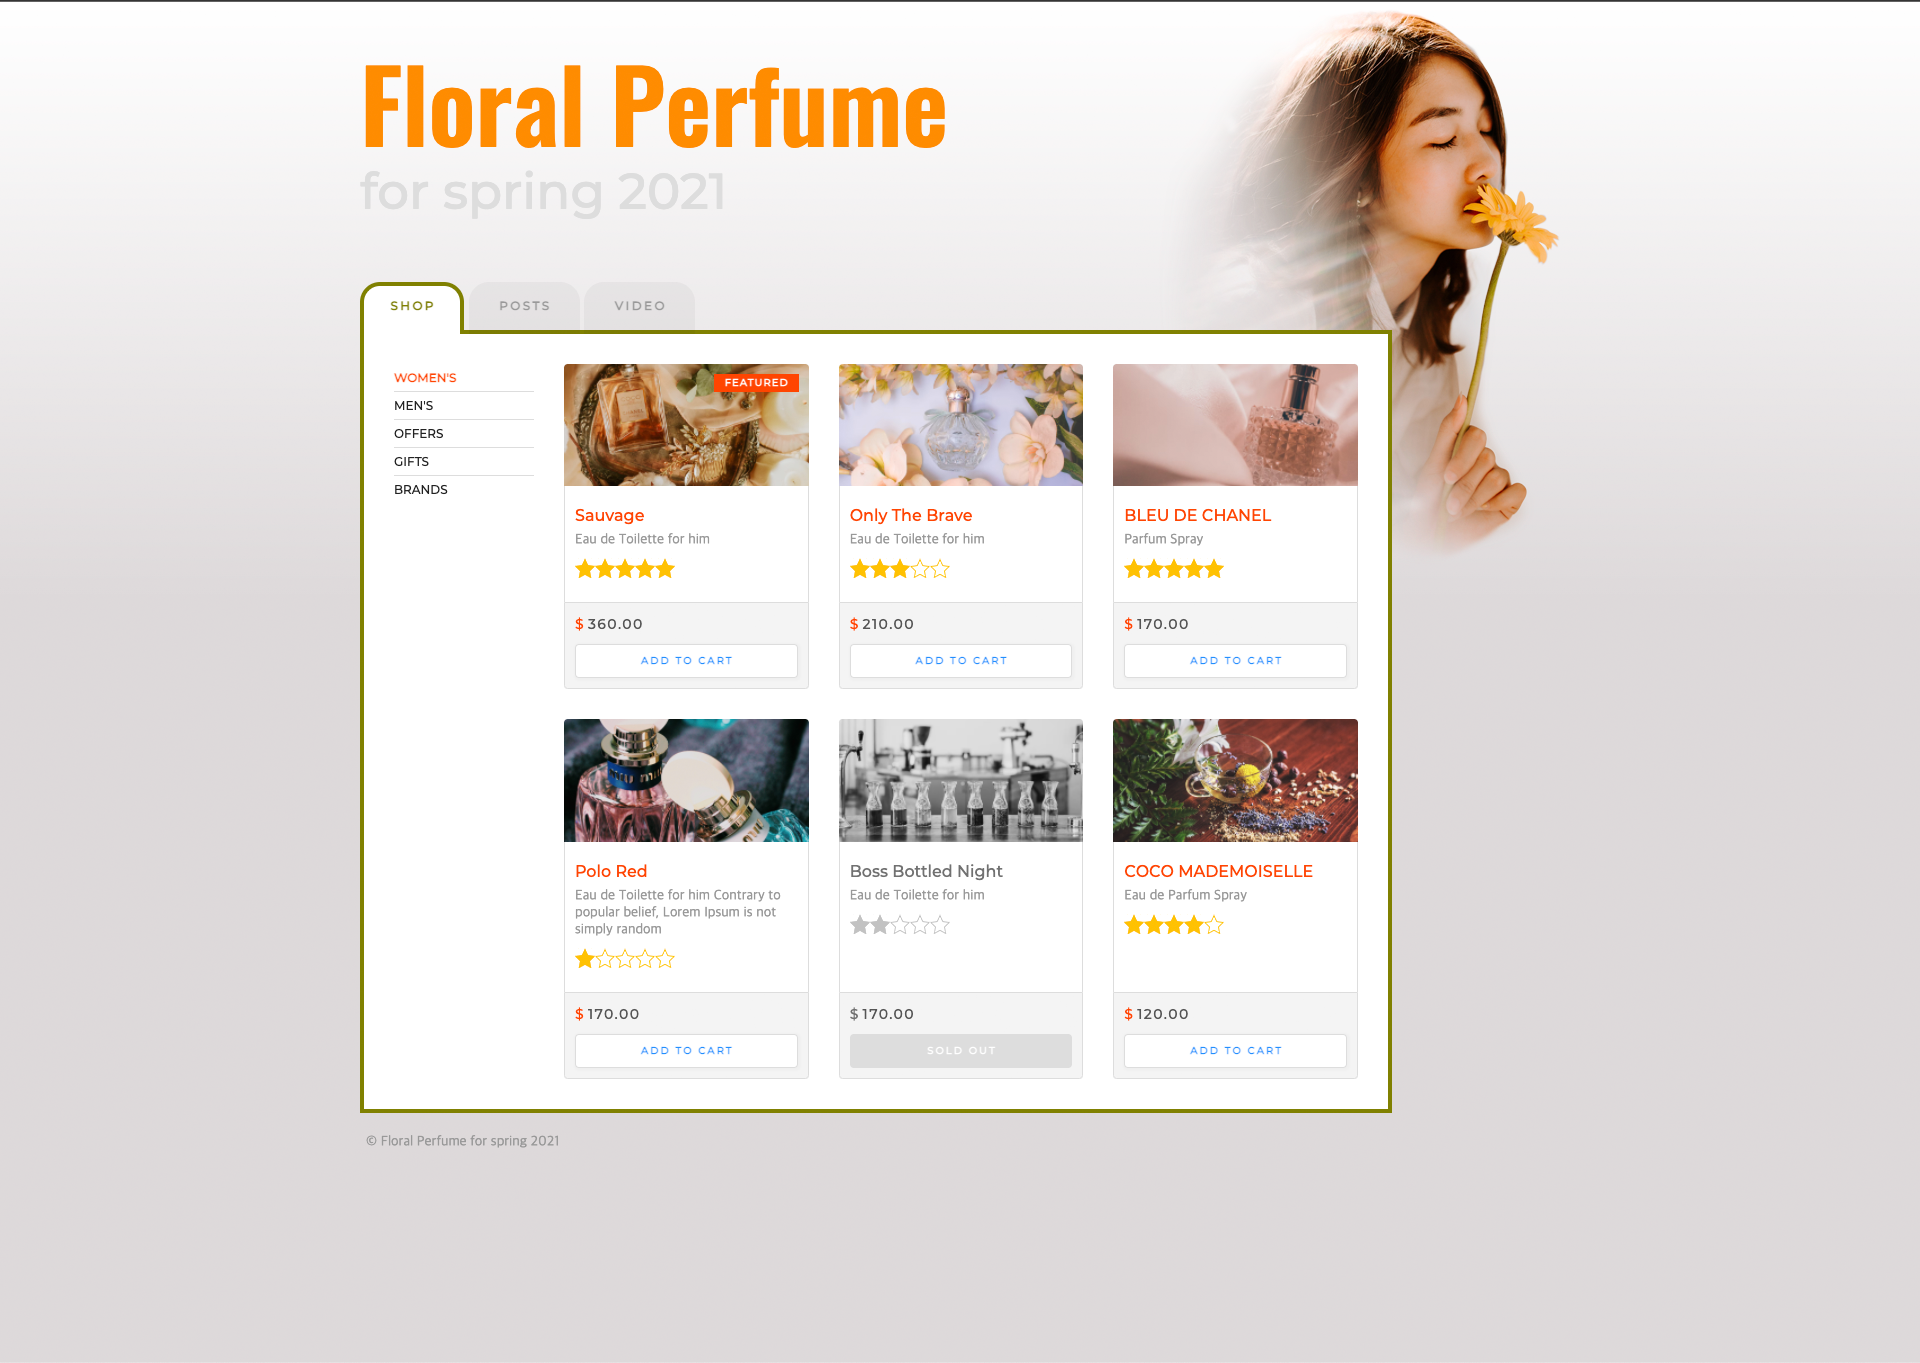 Floral Perfume
for spring 2021
SHOP
POSTS
VIDEO
WOMEN'S
MEN'S
OFFERS
GIFTS
BRANDS
FEATURED
Sauvage
Eau de Toilette for him
$ 360.00
ADD TO CART
Only The Brave
Eau de Toilette for him
$ 210.00
ADD TO CART
BLEU DE CHANEL
Parfum Spray
$ 170.00
ADD TO CART
Polo Red
Eau de Toilette for him Contrary to
popular belief, Lorem Ipsum is not
simply random
$ 170.00
ADD TO CART
Boss Bottled Night
Eau de Toilette for him
$ 170.00
SOLD OUT
COCO MADEMOISELLE
Eau de Parfum Spray
$ 120.00
ADD TO CART
© Floral Perfume for spring 2021